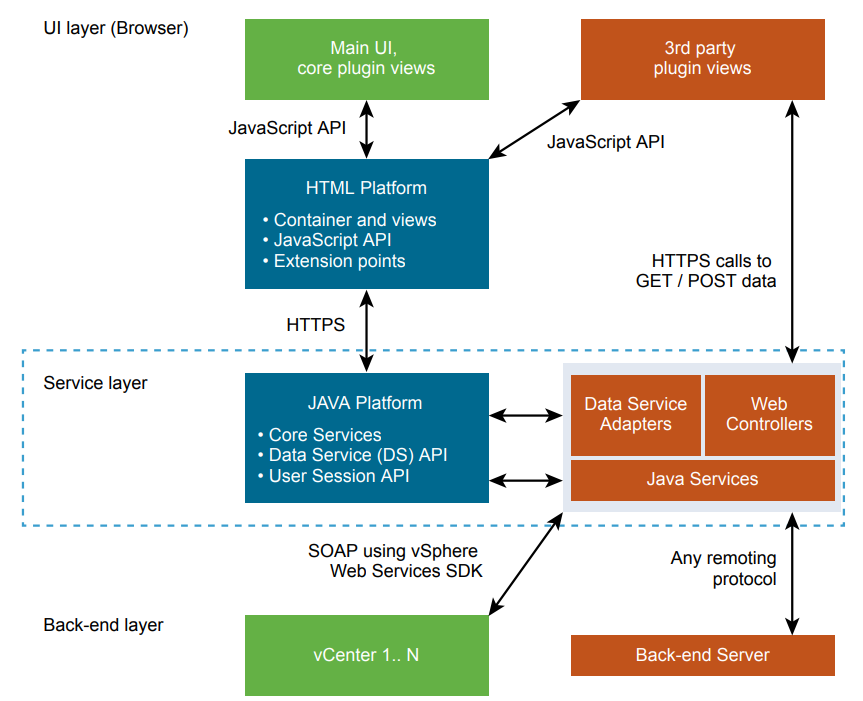 UI layer (Browser)
Main UI,
core plugin views
3rd party
plugin views
JavaScript API
JavaScript API
HTML Platform
• Container and views
• JavaScript API
• Extension points
HTTPS calls to
GET / POST data
HTTPS
Service layer
JAVA Platform
• Core Services
• Data Service (DS) API
• User Session API
Data Service
Adapters
Web
Controllers
Java Services
SOAP using vSphere
Web Services SDK
Any remoting
protocol
Back-end layer
vCenter 1.. N
Back-end Server